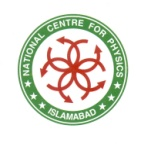 NATIONAL CENTRE FOR PHYSICS
ISLAMABAD